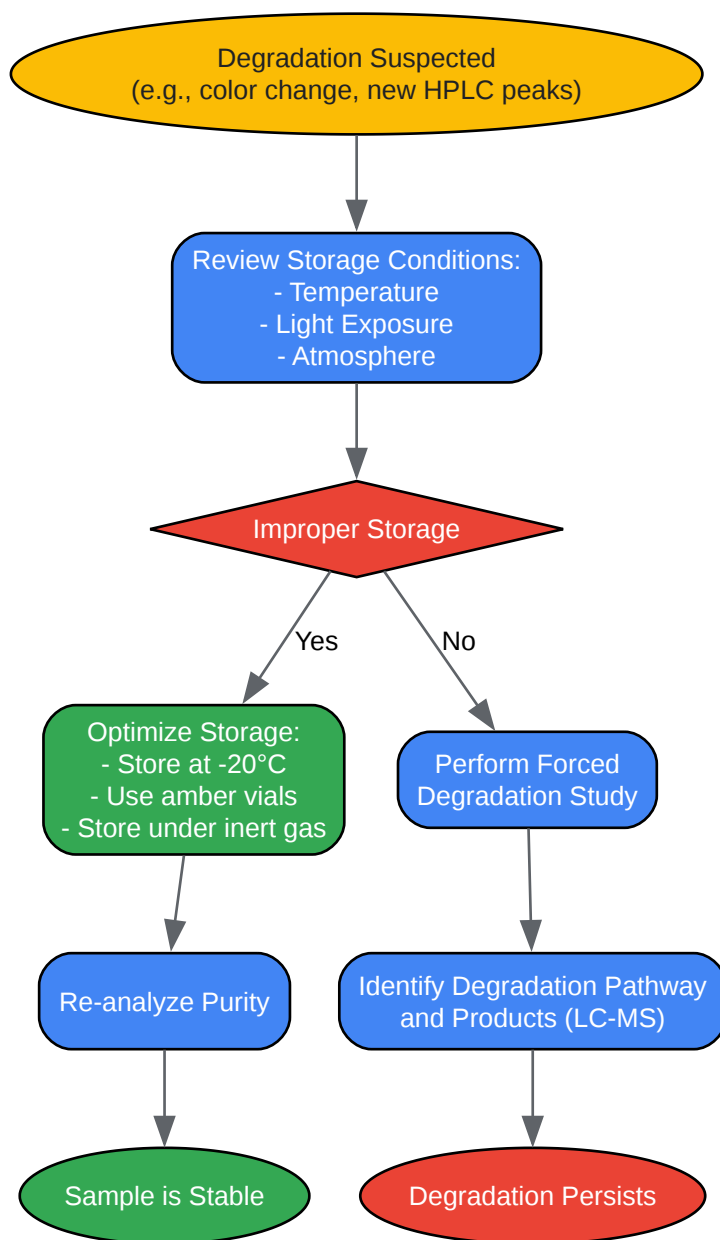 Degradation Suspected
(e.g., color change, new HPLC peaks)
Review Storage Conditions:
- Temperature
- Light Exposure
- Atmosphere
Improper Storage
Yes
No
Optimize Storage:
- Store at -20°C
- Use amber vials
- Store under inert gas
Perform Forced
Degradation Study
Re-analyze Purity
Identify Degradation Pathway
and Products (LC-MS)
Sample is Stable
Degradation Persists